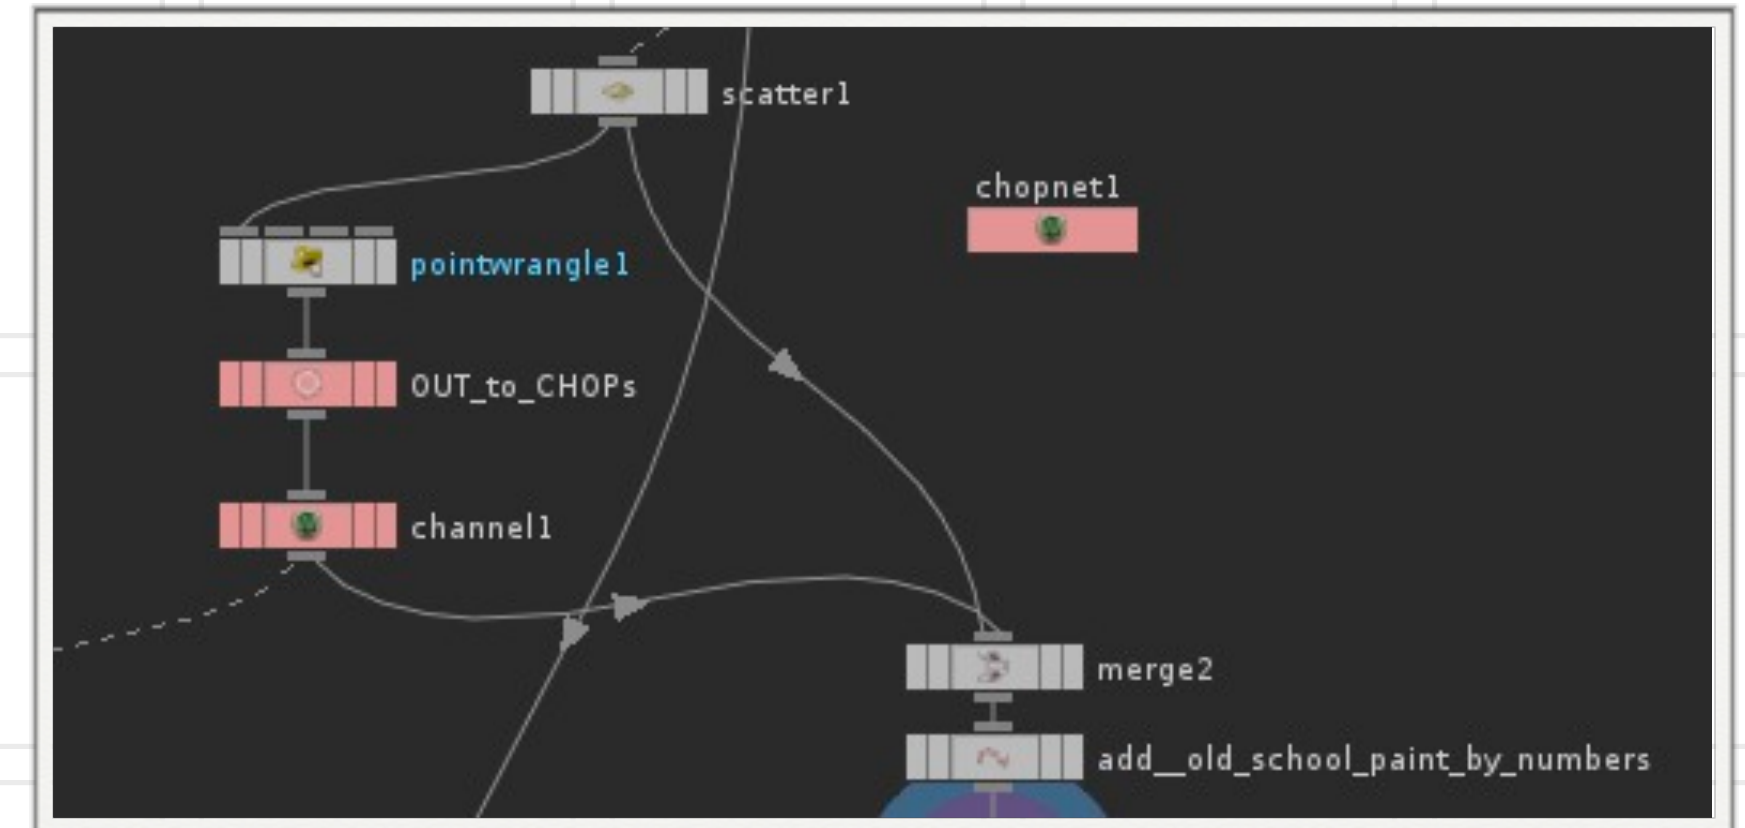 scatter1
chopnet1
pointwrangle1
OUT_to_CHOPs
channel1
merge2
add__old_school_paint_by_numbers